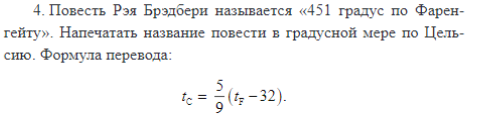 4. Повесть Рэя Брэдбери называется «451 градус по Фарен-
гейту». Напечатать название повести в градусной мере по Цель-
сию. Формула перевода:
t_C = 5/9 (t_F − 32).